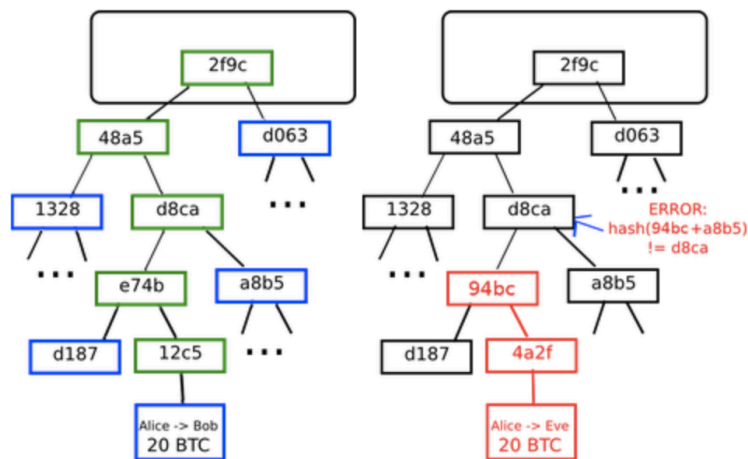 2f9c
48a5
d063
1328
d8ca
...
...
e74b
a8b5
d187
12c5
...
Alice -> Bob
20 BTC
2f9c
48a5
d063
...
1328
d8ca
ERROR:
hash(94bc+a8b5)
!= d8ca
...
94bc
a8b5
d187
4a2f
Alice -> Eve
20 BTC